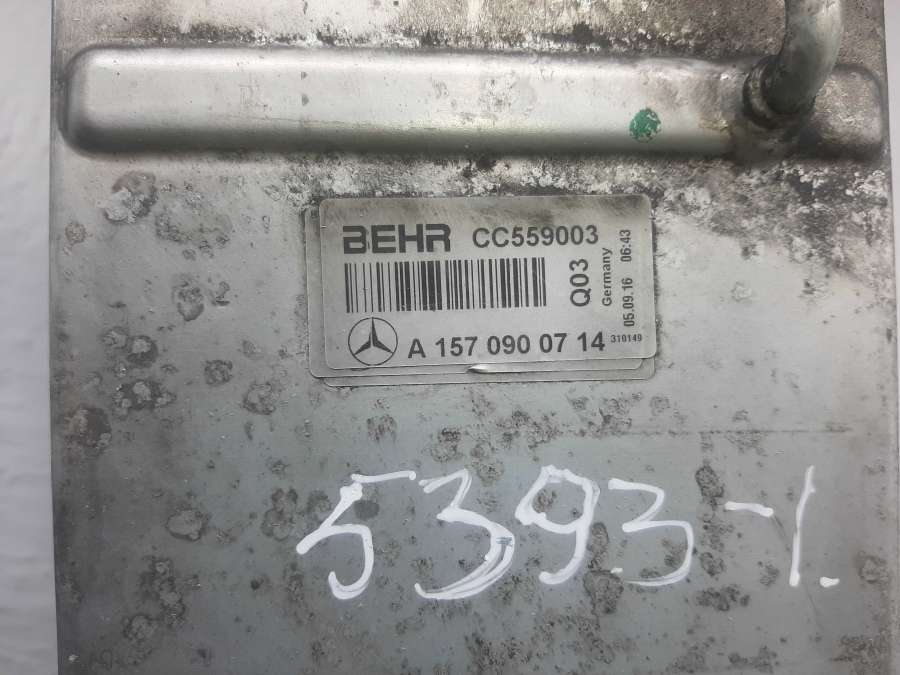 BEHR CC559003
Q03
Germany
05.09.16 06:43
A 157 090 07 14 310149
5393-1.